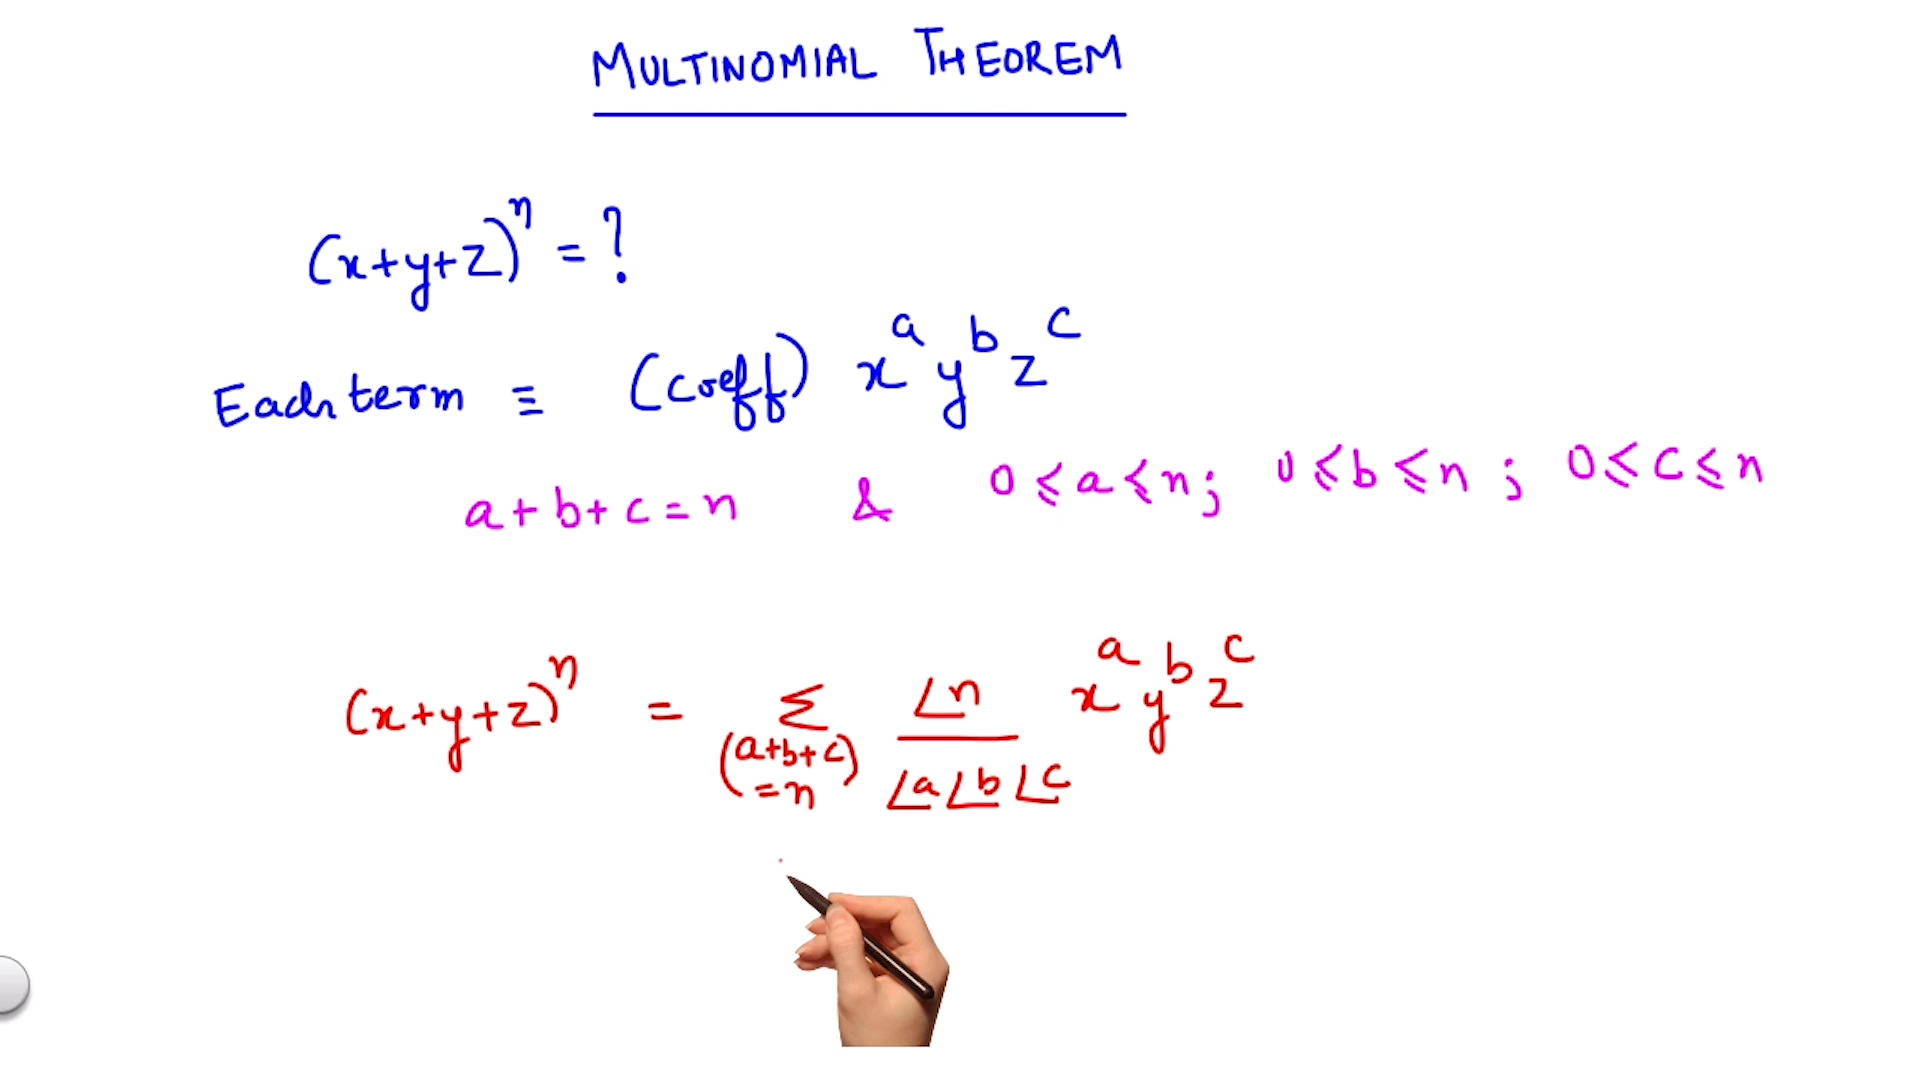 MULTINOMIAL THEOREM
(x+y+z)^n = ?
Each term ≡ (coeff) x^a y^b z^c
a+b+c=n & 0⩽a⩽n; 0⩽b⩽n; 0⩽c⩽n
(x+y+z)^n = Σ_{(a+b+c)=n} ∠n / ∠a∠b∠c x^a y^b z^c